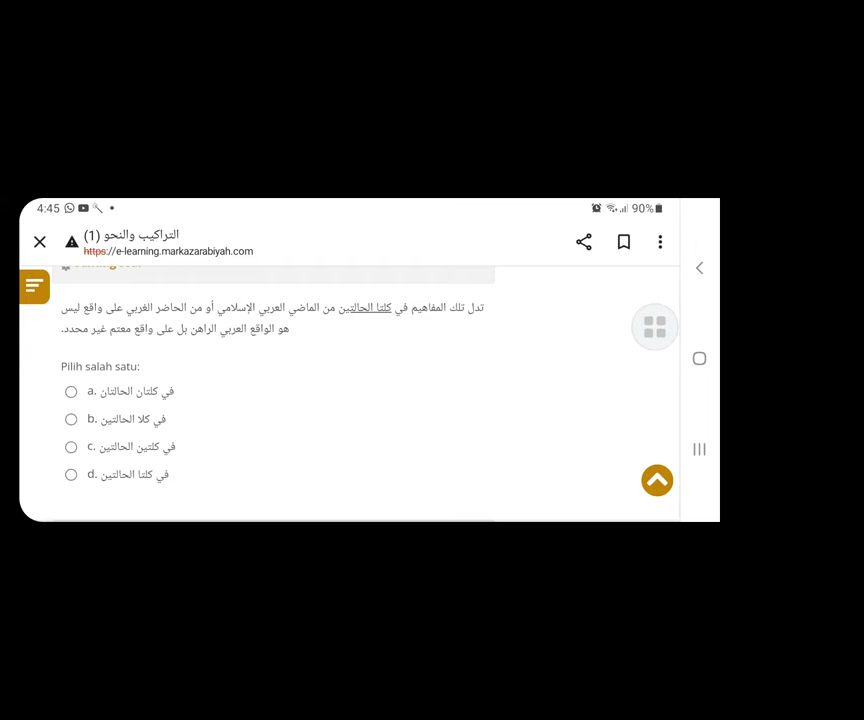 4:45
90%
التراكيب والنحو (1)
https://e-learning.markazarabiyah.com
تدل تلك المفاهيم في كلتا الحالتين من الماضي العربي الإسلامي أو من الحاضر الغربي على واقع ليس
هو الواقع العربي الراهن بل على واقع معتم غير محدد.
Pilih salah satu:
a. في كلتان الحالتان
b. في كلا الحالتين
c. في كلتين الحالتين
d. في كلتا الحالتين